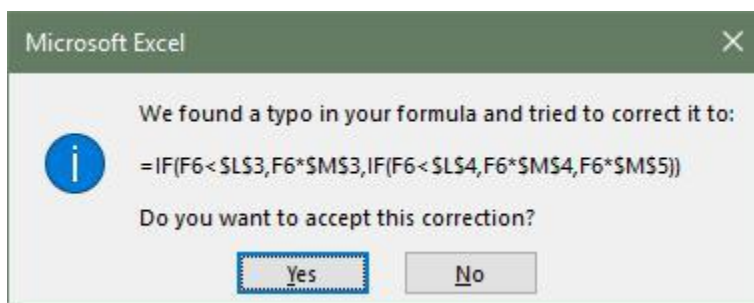 Microsoft Excel
We found a typo in your formula and tried to correct it to:
=IF(F6<$L$3,F6*$M$3,IF(F6<$L$4,F6*$M$4,F6*$M$5))
Do you want to accept this correction?
Yes
No